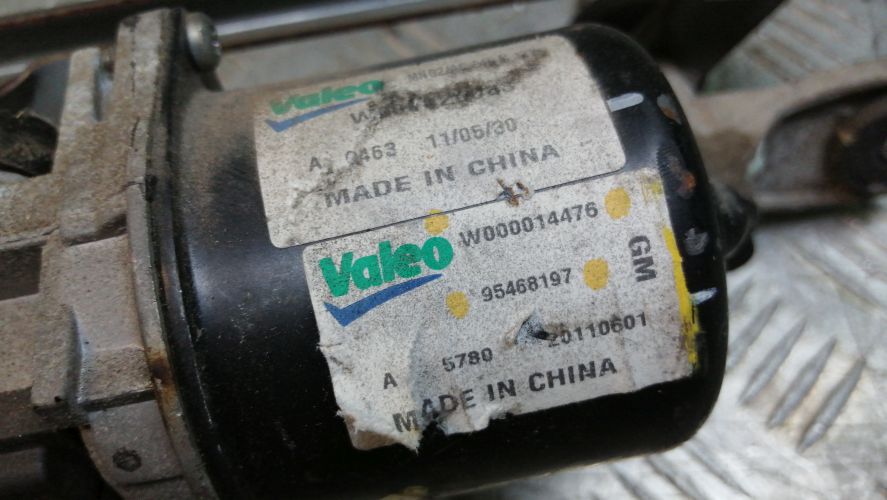 Valeo
A 0463 11/05/30
MADE IN CHINA
Valeo W000014476
95468197
GM
A 5780 20110601
MADE IN CHINA